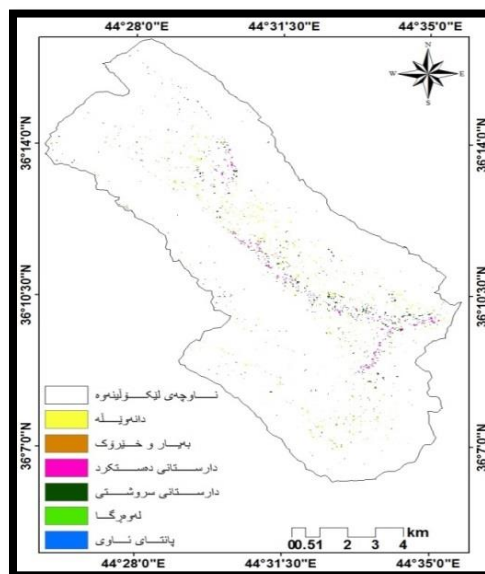 44°28'0"E 44°31'30"E 44°35'0"E
N
W E
S
36°14'0"N 36°14'0"N
36°10'30"N 36°10'30"N
36°7'0"N 36°7'0"N
ناوچەی لێکۆڵینەوە
دانەوێڵە
بەیار و خێرۆک
دارستانی دەستکرد
دارستانی سروشتی
لەوەڕگا
پانتای ئاوی
km
0 0.5 1 2 3 4
44°28'0"E 44°31'30"E 44°35'0"E